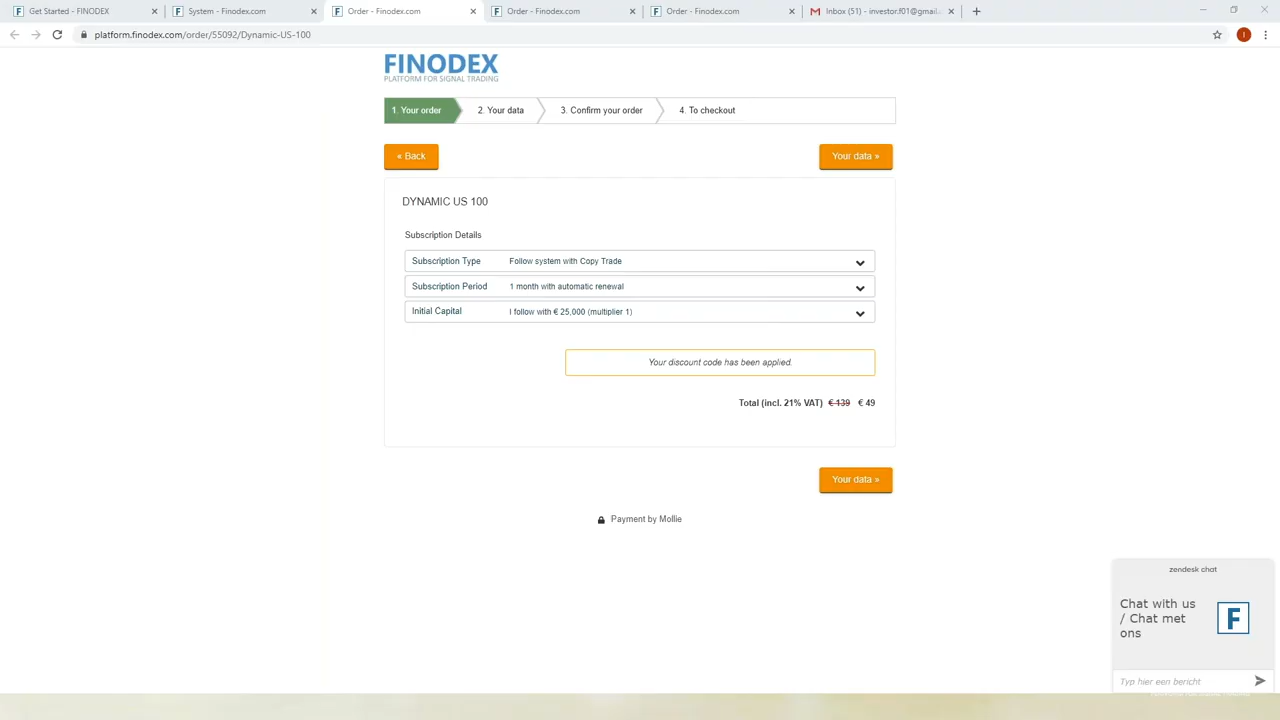 Get Started - FINODEX
System - Finodex.com
Order - Finodex.com
Order - Finodex.com
Order - Finodex.com
Inbox (51) - investor.f01@gmail.c
platform.finodex.com/order/55092/Dynamic-US-100
FINODEX
PLATFORM FOR SIGNAL TRADING
1. Your order
2. Your data
3. Confirm your order
4. To checkout
« Back
Your data »
DYNAMIC US 100
Subscription Details
Subscription Type Follow system with Copy Trade
Subscription Period 1 month with automatic renewal
Initial Capital I follow with € 25,000 (multiplier 1)
Your discount code has been applied.
Total (incl. 21% VAT) € 139 € 49
Your data »
Payment by Mollie
zendesk chat
Chat with us
/ Chat met
ons
F
Typ hier een bericht